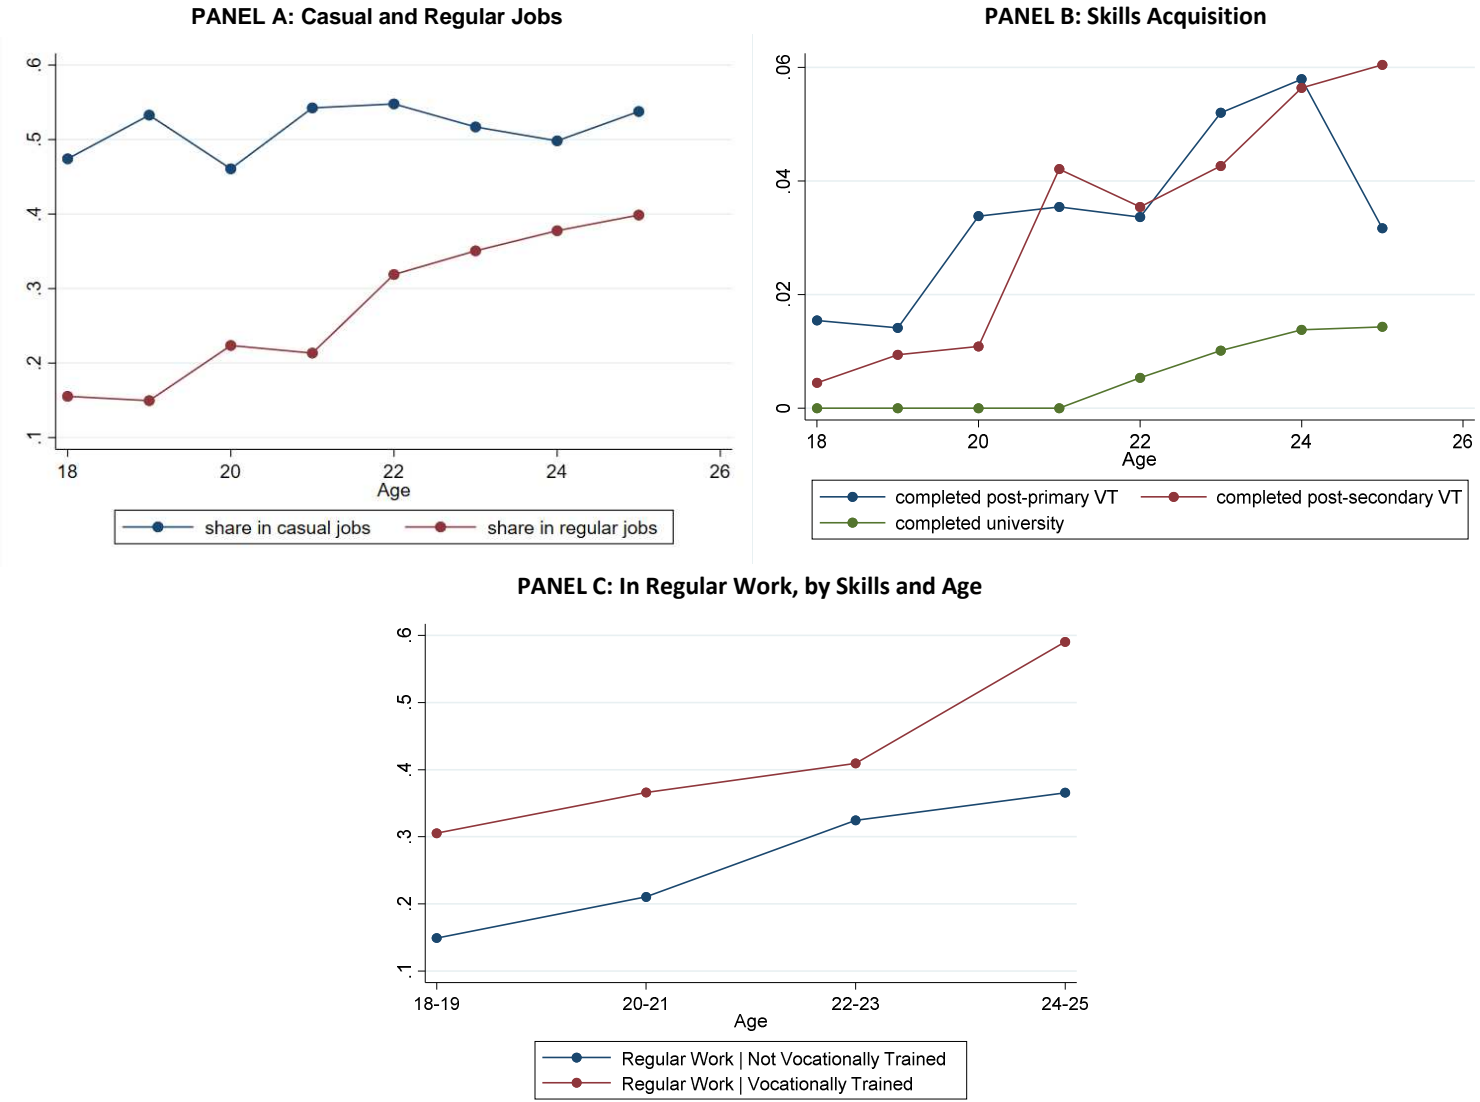 PANEL A: Casual and Regular Jobs
.6
.5
.4
.3
.2
.1
18 20 22 24 26
Age
share in casual jobs share in regular jobs
PANEL B: Skills Acquisition
.06
.04
.02
0
18 20 22 24 26
Age
completed post-primary VT completed post-secondary VT
completed university
PANEL C: In Regular Work, by Skills and Age
.6
.5
.4
.3
.2
.1
18-19 20-21 22-23 24-25
Age
Regular Work | Not Vocationally Trained
Regular Work | Vocationally Trained